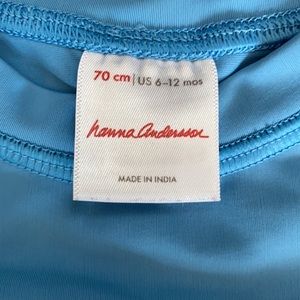 70 cm | US 6-12 mos
hanna andersson
MADE IN INDIA